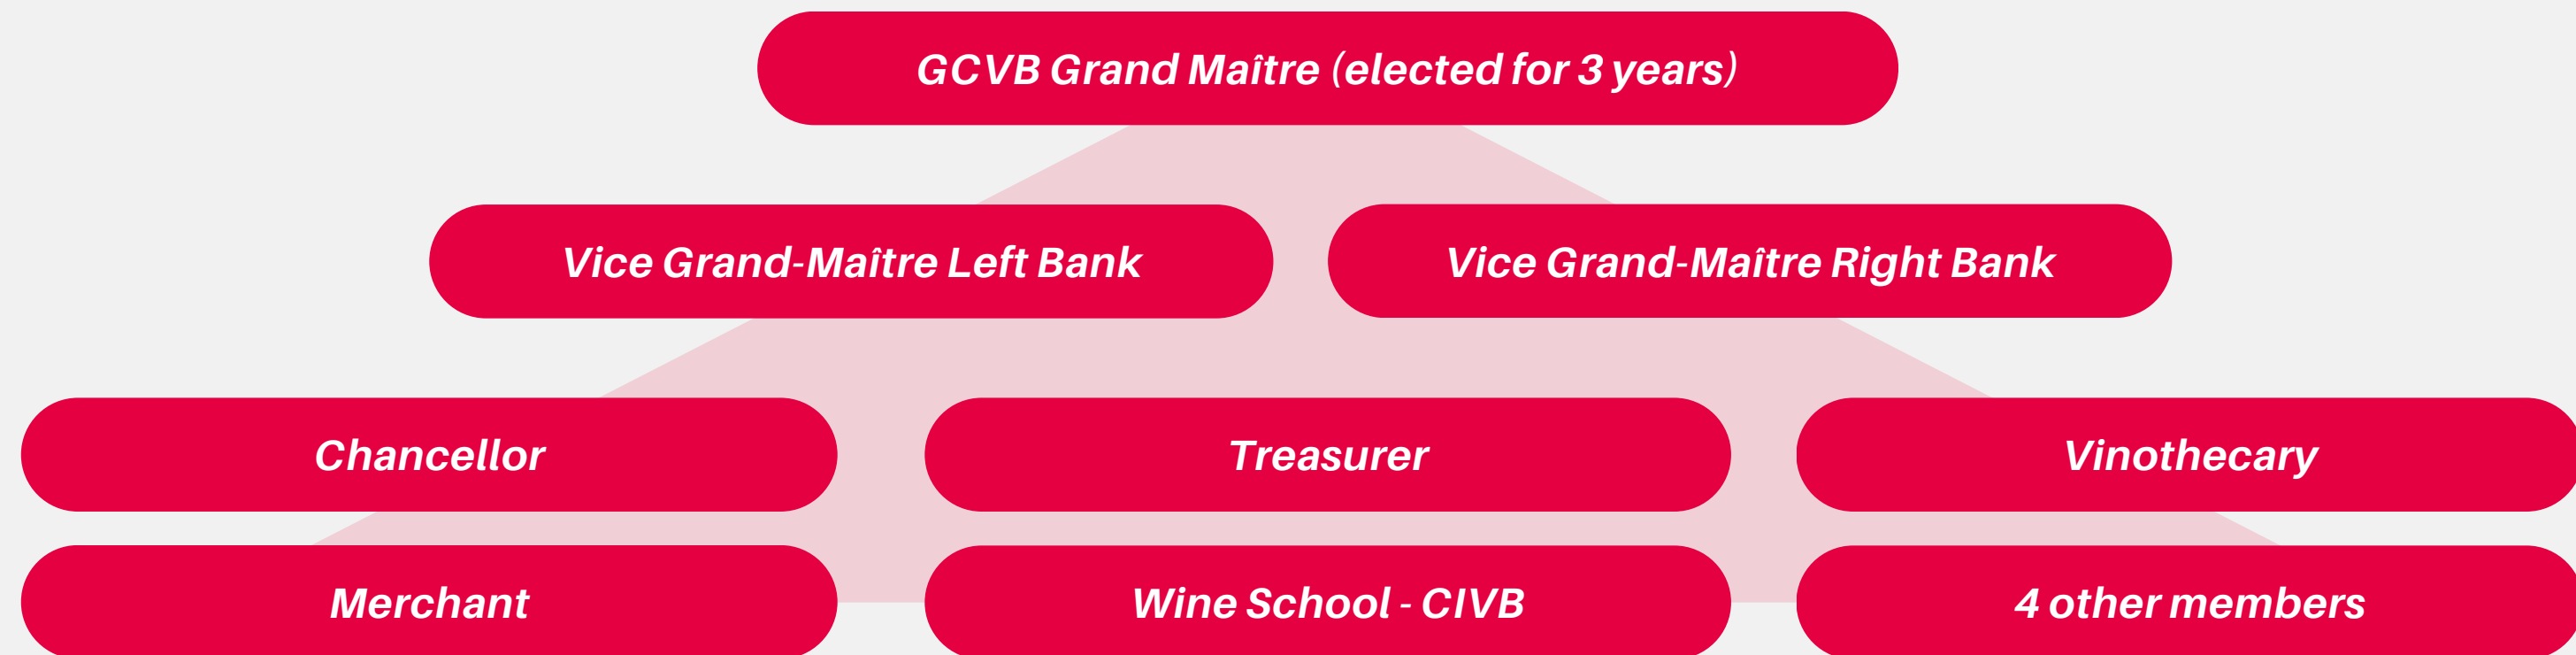 GCVB Grand Maître (elected for 3 years)
Vice Grand-Maître Left Bank
Vice Grand-Maître Right Bank
Chancellor
Treasurer
Vinothecary
Merchant
Wine School - CIVB
4 other members